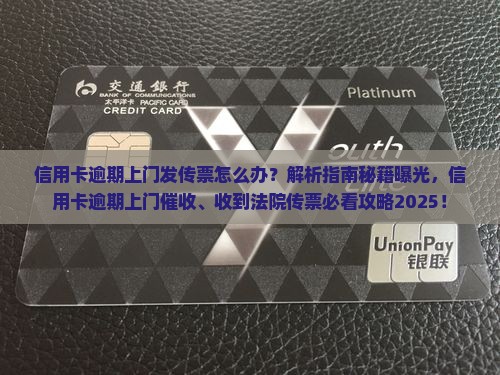 交通銀行
BANK OF COMMUNICATIONS
太平洋卡 PACIFIC CARD
CREDIT CARD
Platinum
outh
信用卡逾期上门发传票怎么办？解析指南秘籍曝光，信
用卡逾期上门催收、收到法院传票必看攻略2025！
UnionPay
银联